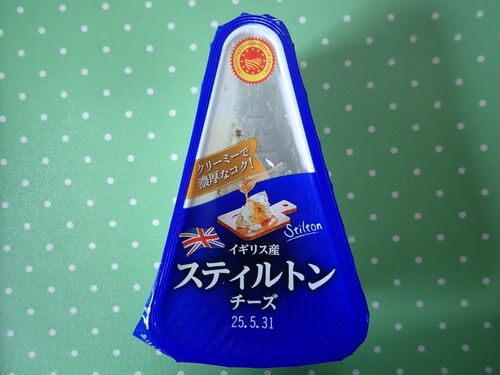 クリーミーで
濃厚なコク!
Stilton
イギリス産
スティルトン
チーズ
25.5.31